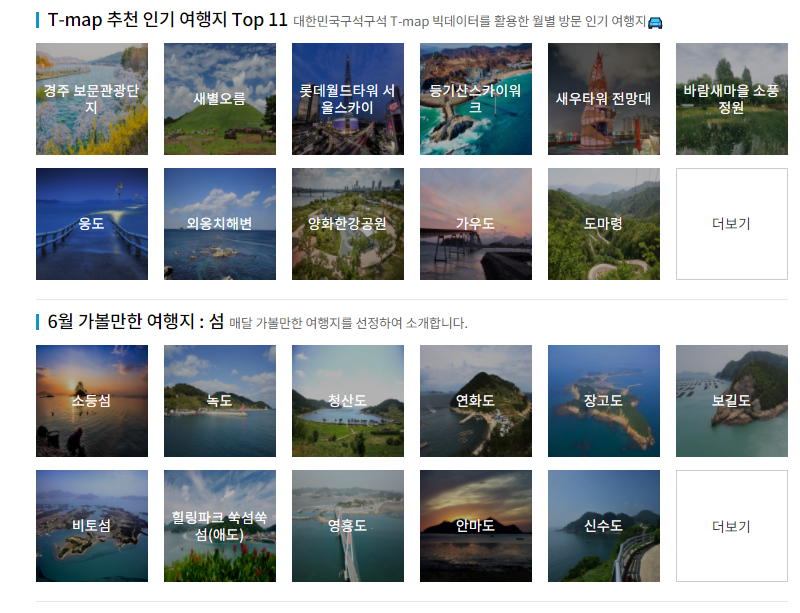 T-map 추천 인기 여행지 Top 11 대한민국구석구석 T-map 빅데이터를 활용한 월별 방문 인기 여행지
경주 보문관광단
지
새별오름
롯데월드타워 서
울스카이
등기산스카이워
크
새우타워 전망대
바람새마을 소풍
정원
웅도
외옹치해변
양화한강공원
가우도
도마령
더보기
6월 가볼만한 여행지 : 섬 매달 가볼만한 여행지를 선정하여 소개합니다.
소등섬
녹도
청산도
연화도
장고도
보길도
비토섬
힐링파크 쑥섬쑥
섬(애도)
영흥도
안마도
신수도
더보기